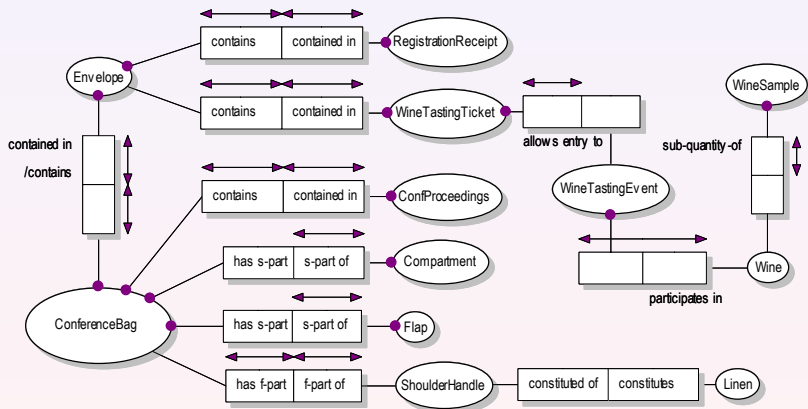 contains
contained in
RegistrationReceipt
Envelope
contains
contained in
WineTastingTicket
WineSample
contained in
/contains
allows entry to
sub-quantity-of
contains
contained in
ConfProceedings
WineTastingEvent
has s-part
s-part of
Compartment
Wine
participates in
ConferenceBag
has s-part
s-part of
Flap
has f-part
f-part of
ShoulderHandle
constituted of
constitutes
Linen